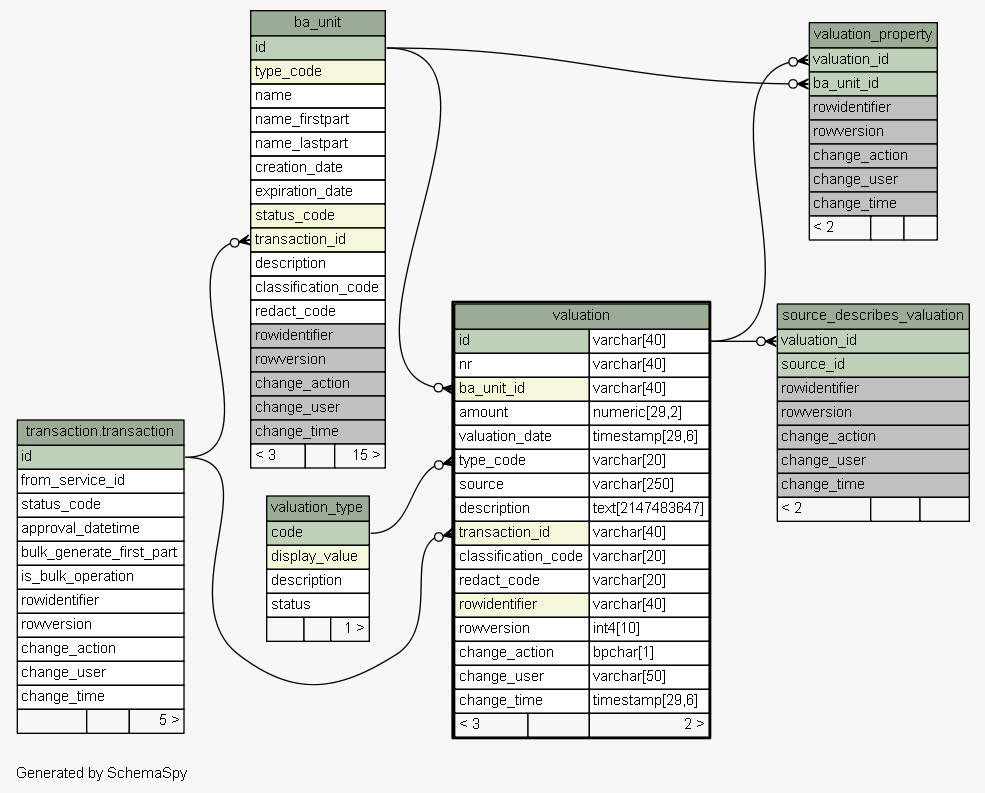 ba_unit
id
type_code
name
name_firstpart
name_lastpart
creation_date
expiration_date
status_code
transaction_id
description
classification_code
redact_code
rowidentifier
rowversion
change_action
change_user
change_time
< 3 15 >
valuation_property
valuation_id
ba_unit_id
rowidentifier
rowversion
change_action
change_user
change_time
< 2
valuation
id varchar[40]
nr varchar[40]
ba_unit_id varchar[40]
amount numeric[29,2]
valuation_date timestamp[29,6]
type_code varchar[20]
source varchar[250]
description text[2147483647]
transaction_id varchar[40]
classification_code varchar[20]
redact_code varchar[20]
rowidentifier varchar[40]
rowversion int4[10]
change_action bpchar[1]
change_user varchar[50]
change_time timestamp[29,6]
< 3 2 >
source_describes_valuation
valuation_id
source_id
rowidentifier
rowversion
change_action
change_user
change_time
< 2
transaction.transaction
id
from_service_id
status_code
approval_datetime
bulk_generate_first_part
is_bulk_operation
rowidentifier
rowversion
change_action
change_user
change_time
5 >
valuation_type
code
display_value
description
status
1 >
Generated by SchemaSpy